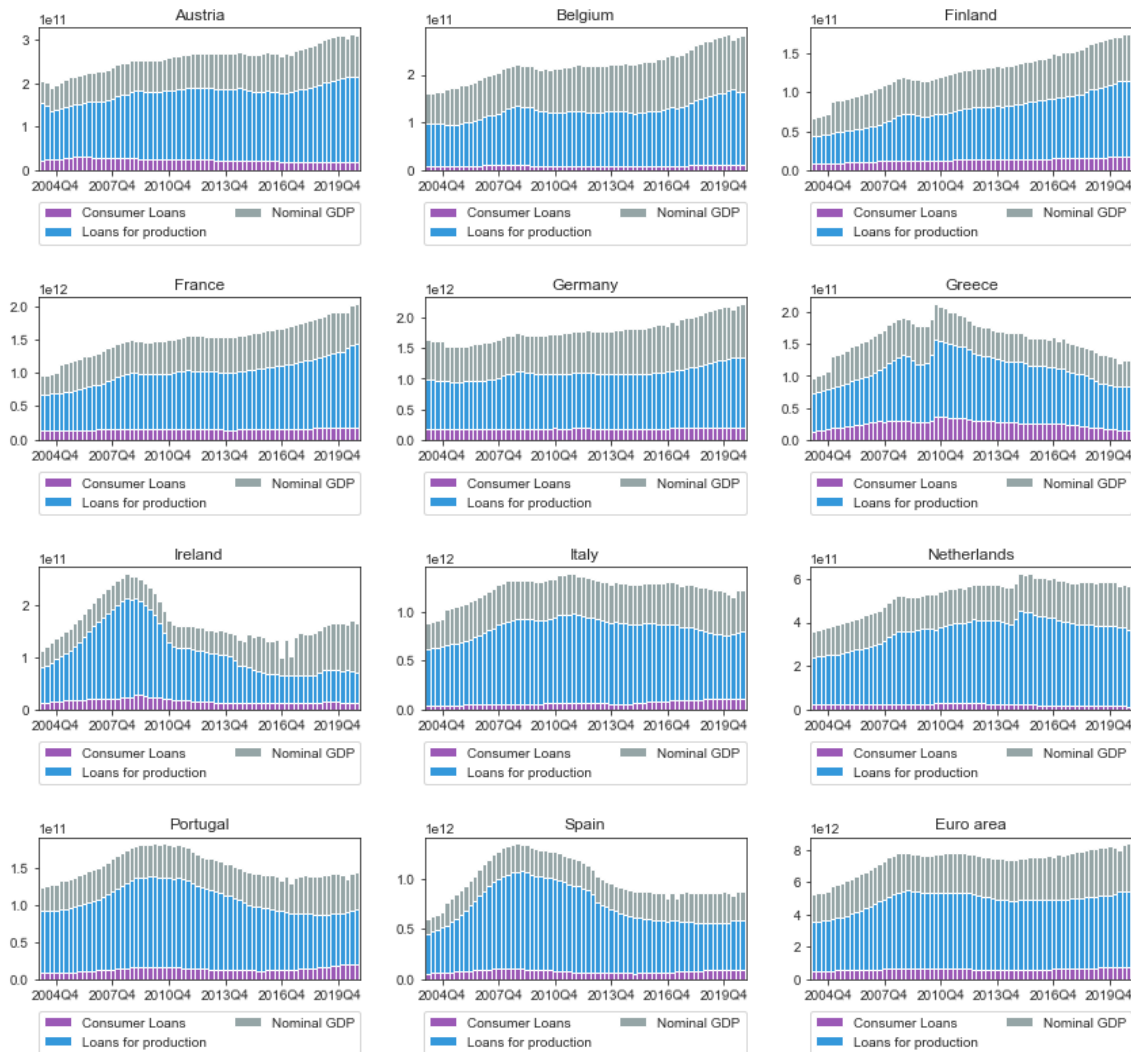 Austria
1e11
3
2
1
0
2004Q4 2007Q4 2010Q4 2013Q4 2016Q4 2019Q4
Consumer Loans Nominal GDP
Loans for production
Belgium
1e11
2
1
0
2004Q4 2007Q4 2010Q4 2013Q4 2016Q4 2019Q4
Consumer Loans Nominal GDP
Loans for production
Finland
1e11
1.5
1.0
0.5
0.0
2004Q4 2007Q4 2010Q4 2013Q4 2016Q4 2019Q4
Consumer Loans Nominal GDP
Loans for production
France
1e12
2.0
1.5
1.0
0.5
0.0
2004Q4 2007Q4 2010Q4 2013Q4 2016Q4 2019Q4
Consumer Loans Nominal GDP
Loans for production
Germany
1e12
2.0
1.5
1.0
0.5
0.0
2004Q4 2007Q4 2010Q4 2013Q4 2016Q4 2019Q4
Consumer Loans Nominal GDP
Loans for production
Greece
1e11
2.0
1.5
1.0
0.5
0.0
2004Q4 2007Q4 2010Q4 2013Q4 2016Q4 2019Q4
Consumer Loans Nominal GDP
Loans for production
Ireland
1e11
2
1
0
2004Q4 2007Q4 2010Q4 2013Q4 2016Q4 2019Q4
Consumer Loans Nominal GDP
Loans for production
Italy
1e12
1.0
0.5
0.0
2004Q4 2007Q4 2010Q4 2013Q4 2016Q4 2019Q4
Consumer Loans Nominal GDP
Loans for production
Netherlands
1e11
6
4
2
0
2004Q4 2007Q4 2010Q4 2013Q4 2016Q4 2019Q4
Consumer Loans Nominal GDP
Loans for production
Portugal
1e11
1.5
1.0
0.5
0.0
2004Q4 2007Q4 2010Q4 2013Q4 2016Q4 2019Q4
Consumer Loans Nominal GDP
Loans for production
Spain
1e12
1.0
0.5
0.0
2004Q4 2007Q4 2010Q4 2013Q4 2016Q4 2019Q4
Consumer Loans Nominal GDP
Loans for production
Euro area
1e12
8
6
4
2
0
2004Q4 2007Q4 2010Q4 2013Q4 2016Q4 2019Q4
Consumer Loans Nominal GDP
Loans for production